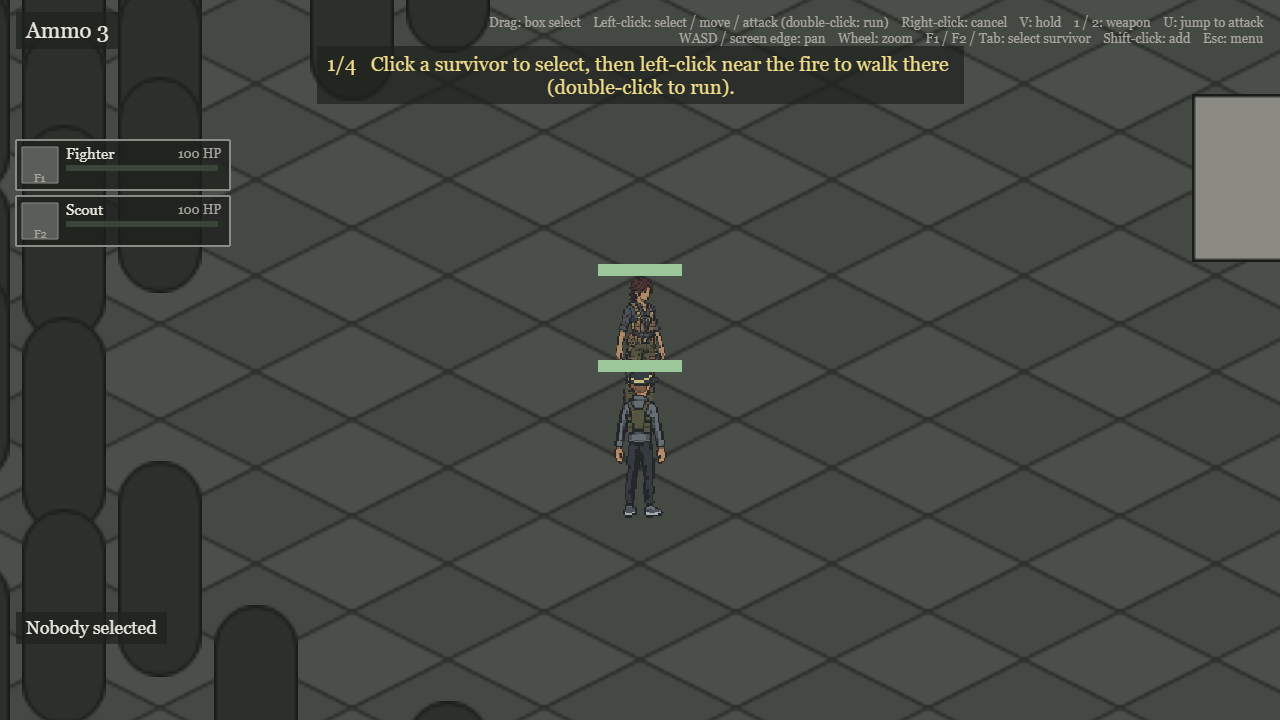 Ammo 3
Drag: box select Left-click: select / move / attack (double-click: run) Right-click: cancel V: hold 1 / 2: weapon U: jump to attack
WASD / screen edge: pan Wheel: zoom F1 / F2 / Tab: select survivor Shift-click: add Esc: menu
1/4 Click a survivor to select, then left-click near the fire to walk there
(double-click to run).
Fighter 100 HP
F1
Scout 100 HP
F2
Nobody selected